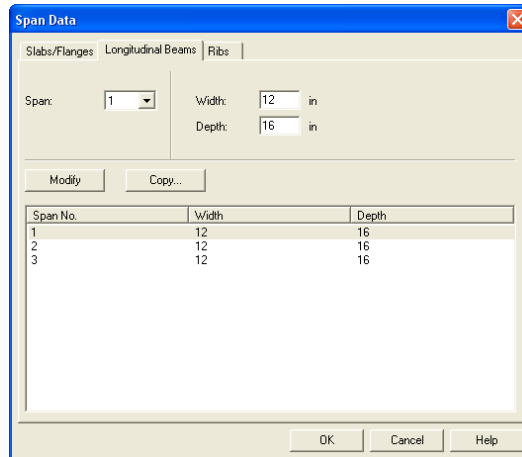 Span Data
Slabs/Flanges Longitudinal Beams Ribs
Span: 1 Width: 12 in
Depth: 16 in
Modify Copy...
Span No. Width Depth
1 12 16
2 12 16
3 12 16
OK Cancel Help